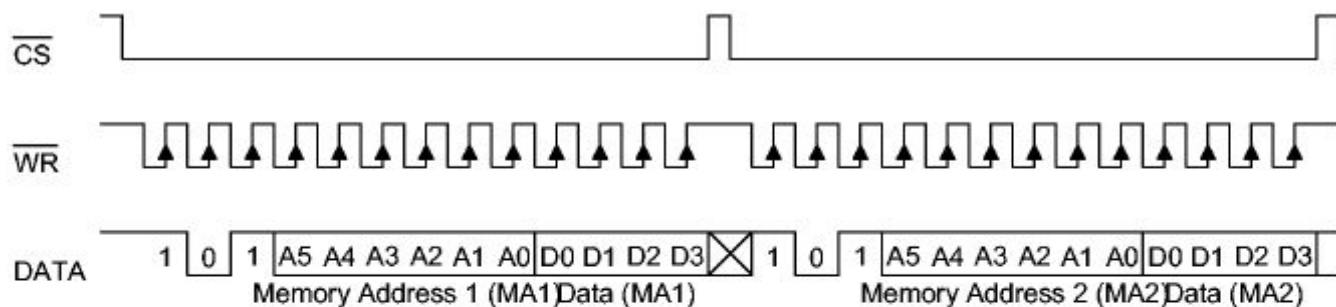 CS
WR
DATA 1 0 1 A5 A4 A3 A2 A1 A0 D0 D1 D2 D3 1 0 1 A5 A4 A3 A2 A1 A0 D0 D1 D2 D3
Memory Address 1 (MA1)Data (MA1) Memory Address 2 (MA2)Data (MA2)